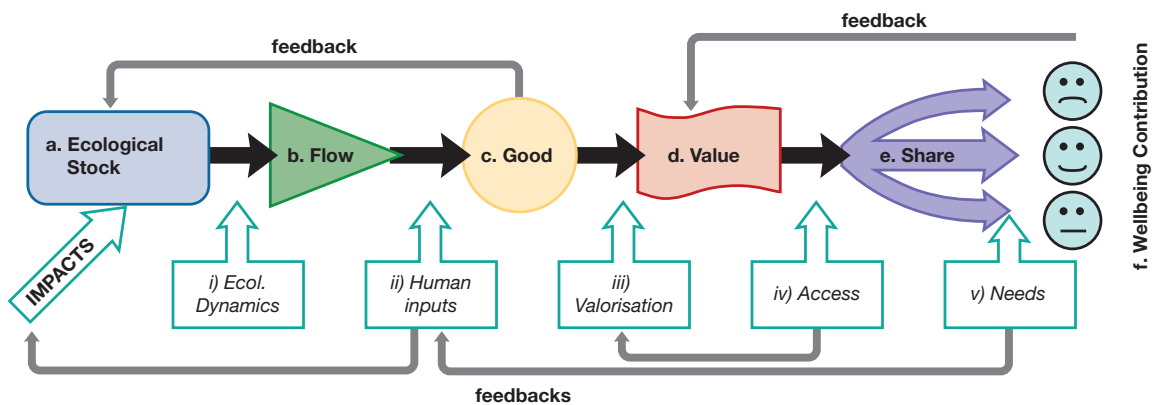 feedback
feedback
a. Ecological
Stock
b. Flow
c. Good
d. Value
e. Share
f. Wellbeing Contribution
IMPACTS
i) Ecol.
Dynamics
ii) Human
inputs
iii)
Valorisation
iv) Access
v) Needs
feedbacks